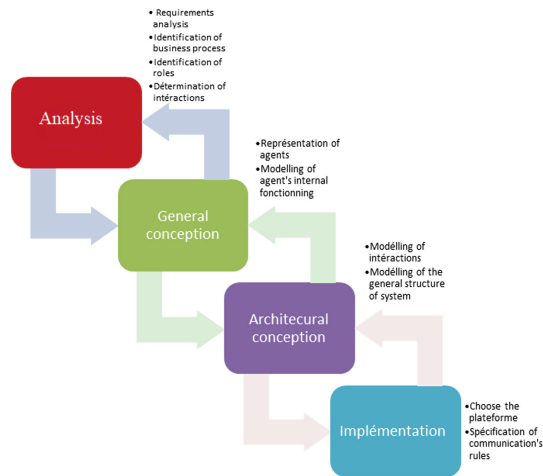 •Requirements
analysis
•Identification of
business process
•Identification of
roles
•Détermination of
intéractions
Analysis
•Représentation of
agents
•Modelling of
agent's internal
fonctionning
General
conception
•Modélling of
intéractions
•Modélling of the
general structure
of system
Architecural
conception
•Choose the
plateforme
•Spécification of
communication's
rules
Implémentation